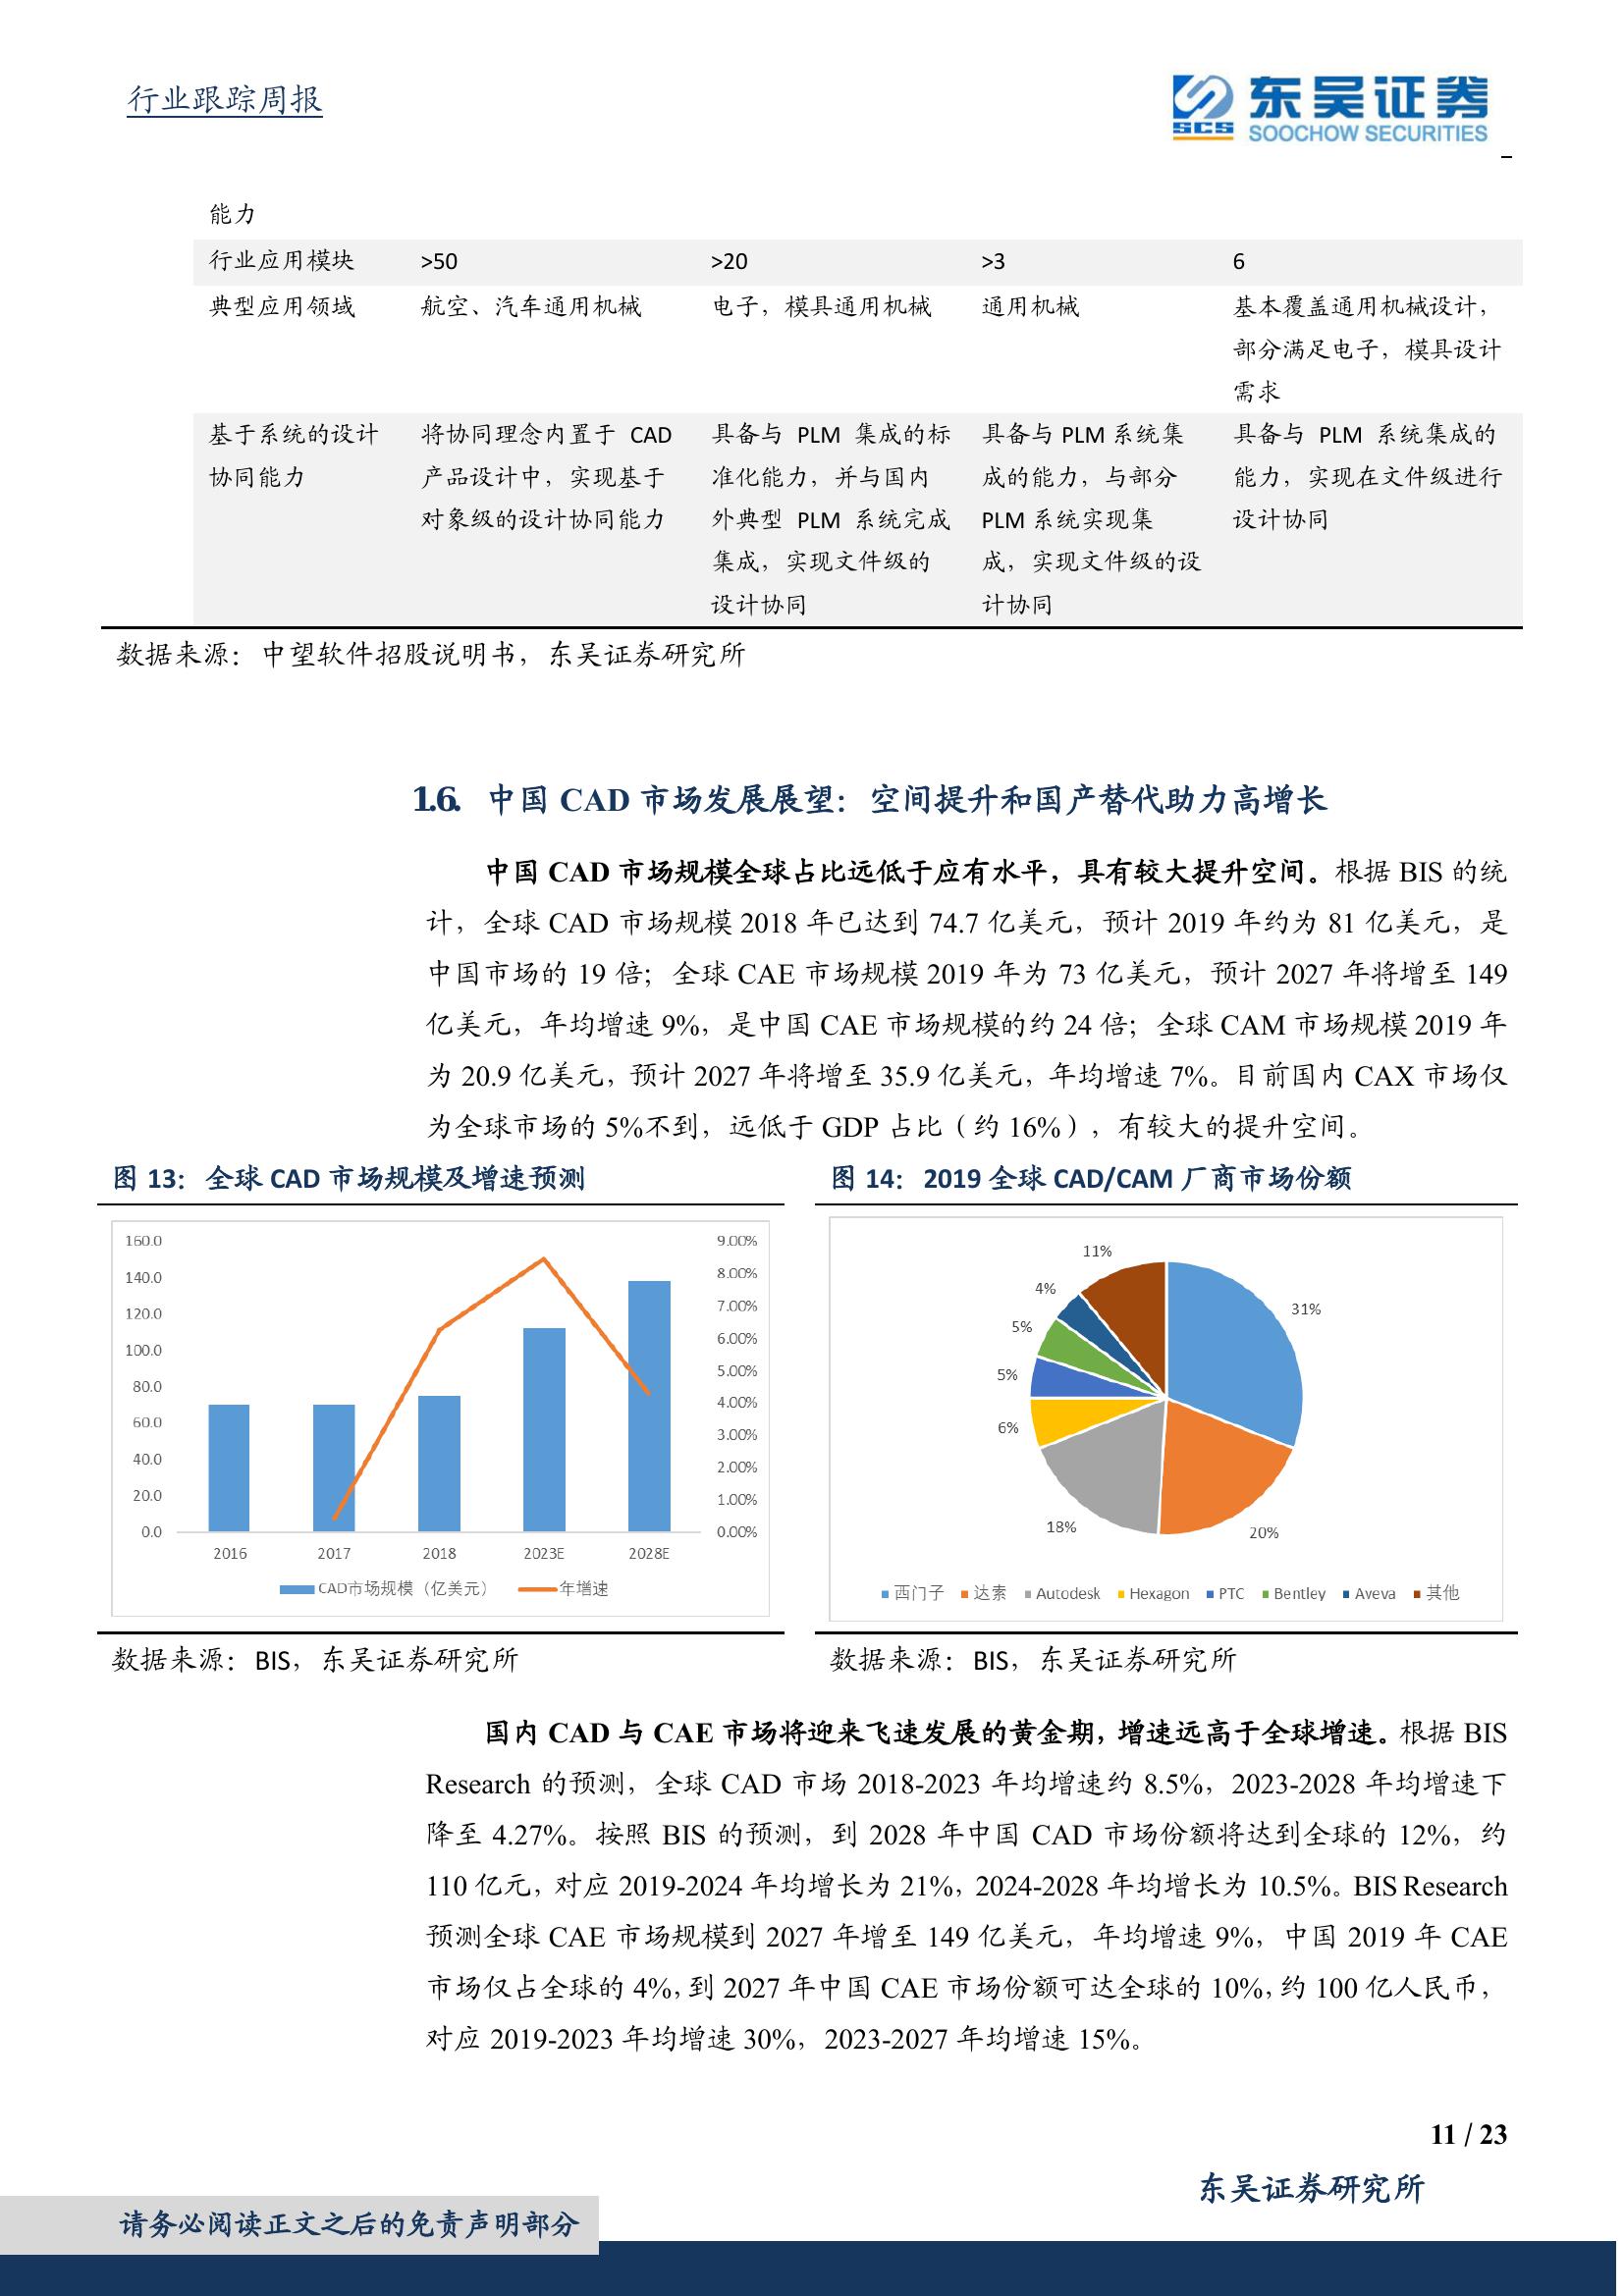 行业跟踪周报
东吴证券
SCS
SOOCHOW SECURITIES
能力
行业应用模块 >50 >20 >3 6
典型应用领域 航空、汽车通用机械 电子，模具通用机械 通用机械 基本覆盖通用机械设计，
部分满足电子，模具设计
需求
基于系统的设计 将协同理念内置于 CAD 具备与 PLM 集成的标 具备与 PLM 系统集 具备与 PLM 系统集成的
协同能力 产品设计中，实现基于 准化能力，并与国内 成的能力，与部分 能力，实现在文件级进行
对象级的设计协同能力 外典型 PLM 系统完成 PLM 系统实现集 设计协同
集成，实现文件级的 成，实现文件级的设
设计协同 计协同
数据来源：中望软件招股说明书，东吴证券研究所
1.6. 中国 CAD 市场发展展望：空间提升和国产替代助力高增长
中国 CAD 市场规模全球占比远低于应有水平，具有较大提升空间。根据 BIS 的统
计，全球 CAD 市场规模 2018 年已达到 74.7 亿美元，预计 2019 年约为 81 亿美元，是
中国市场的 19 倍；全球 CAE 市场规模 2019 年为 73 亿美元，预计 2027 年将增至 149
亿美元，年均增速 9%，是中国 CAE 市场规模的约 24 倍；全球 CAM 市场规模 2019 年
为 20.9 亿美元，预计 2027 年将增至 35.9 亿美元，年均增速 7%。目前国内 CAX 市场仅
为全球市场的 5%不到，远低于 GDP 占比（约 16%），有较大的提升空间。
图 13：全球 CAD 市场规模及增速预测
160.0
140.0
120.0
100.0
80.0
60.0
40.0
20.0
0.0
9.00%
8.00%
7.00%
6.00%
5.00%
4.00%
3.00%
2.00%
1.00%
0.00%
2016 2017 2018 2023E 2028E
CAD市场规模（亿美元） 年增速
数据来源：BIS，东吴证券研究所
图 14：2019 全球 CAD/CAM 厂商市场份额
11%
4%
31%
5%
5%
6%
18%
20%
西门子 达索 Autodesk Hexagon PTC Bentley Aveva 其他
数据来源：BIS，东吴证券研究所
国内 CAD 与 CAE 市场将迎来飞速发展的黄金期，增速远高于全球增速。根据 BIS
Research 的预测，全球 CAD 市场 2018-2023 年均增速约 8.5%，2023-2028 年均增速下
降至 4.27%。按照 BIS 的预测，到 2028 年中国 CAD 市场份额将达到全球的 12%，约
110 亿元，对应 2019-2024 年均增长为 21%，2024-2028 年均增长为 10.5%。BIS Research
预测全球 CAE 市场规模到 2027 年增至 149 亿美元，年均增速 9%，中国 2019 年 CAE
市场仅占全球的 4%，到 2027 年中国 CAE 市场份额可达全球的 10%，约 100 亿人民币，
对应 2019-2023 年均增速 30%，2023-2027 年均增速 15%。
11 / 23
东吴证券研究所
请务必阅读正文之后的免责声明部分